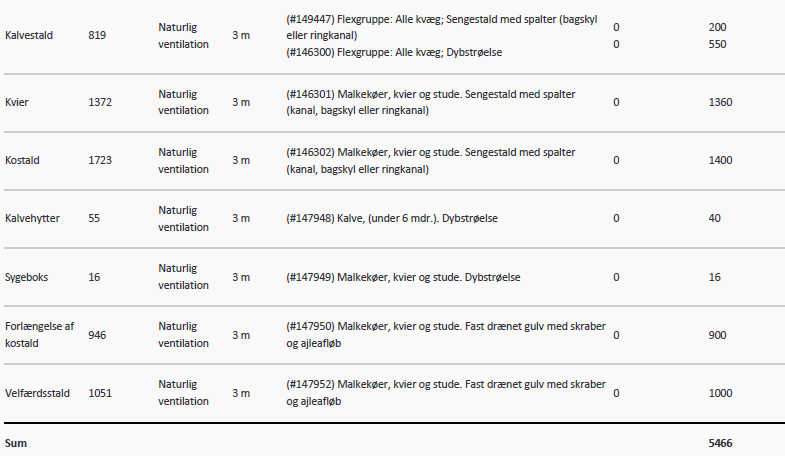 Kalvestald 819 Naturlig ventilation 3 m (#149447) Flexgruppe: Alle kvæg; Sengestald med spalter (bagskyl eller ringkanal) 0 200
(#146300) Flexgruppe: Alle kvæg; Dybstrøelse 0 550
Kvier 1372 Naturlig ventilation 3 m (#146301) Malkekøer, kvier og stude. Sengestald med spalter (kanal, bagskyl eller ringkanal) 0 1360
Kostald 1723 Naturlig ventilation 3 m (#146302) Malkekøer, kvier og stude. Sengestald med spalter (kanal, bagskyl eller ringkanal) 0 1400
Kalvehytter 55 Naturlig ventilation 3 m (#147948) Kalve, (under 6 mdr.). Dybstrøelse 0 40
Sygeboks 16 Naturlig ventilation 3 m (#147949) Malkekøer, kvier og stude. Dybstrøelse 0 16
Forlængelse af kostald 946 Naturlig ventilation 3 m (#147950) Malkekøer, kvier og stude. Fast drænet gulv med skraber og ajleafløb 0 900
Velfærdsstald 1051 Naturlig ventilation 3 m (#147952) Malkekøer, kvier og stude. Fast drænet gulv med skraber og ajleafløb 0 1000
Sum 5466